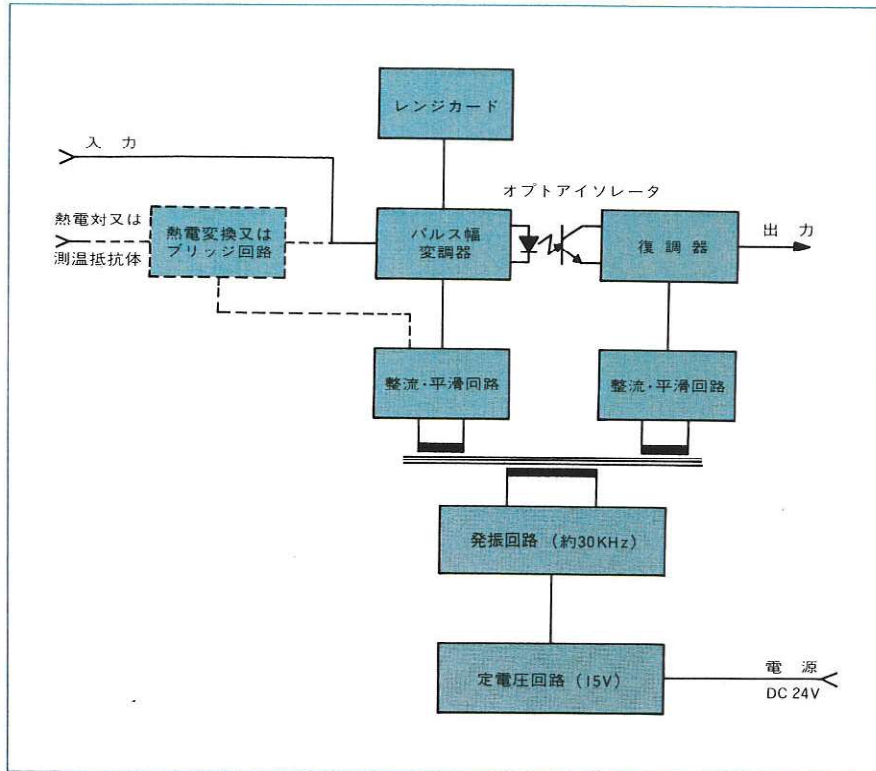 レンジカード
入 力
オプトアイソレータ
熱電対又は
測温抵抗体
熱電変換又は
ブリッジ回路
パルス幅
変調器
復 調 器
出 力
整流・平滑回路
整流・平滑回路
発振回路 (約30KHz)
定電圧回路 (15V)
電 源
DC 24V